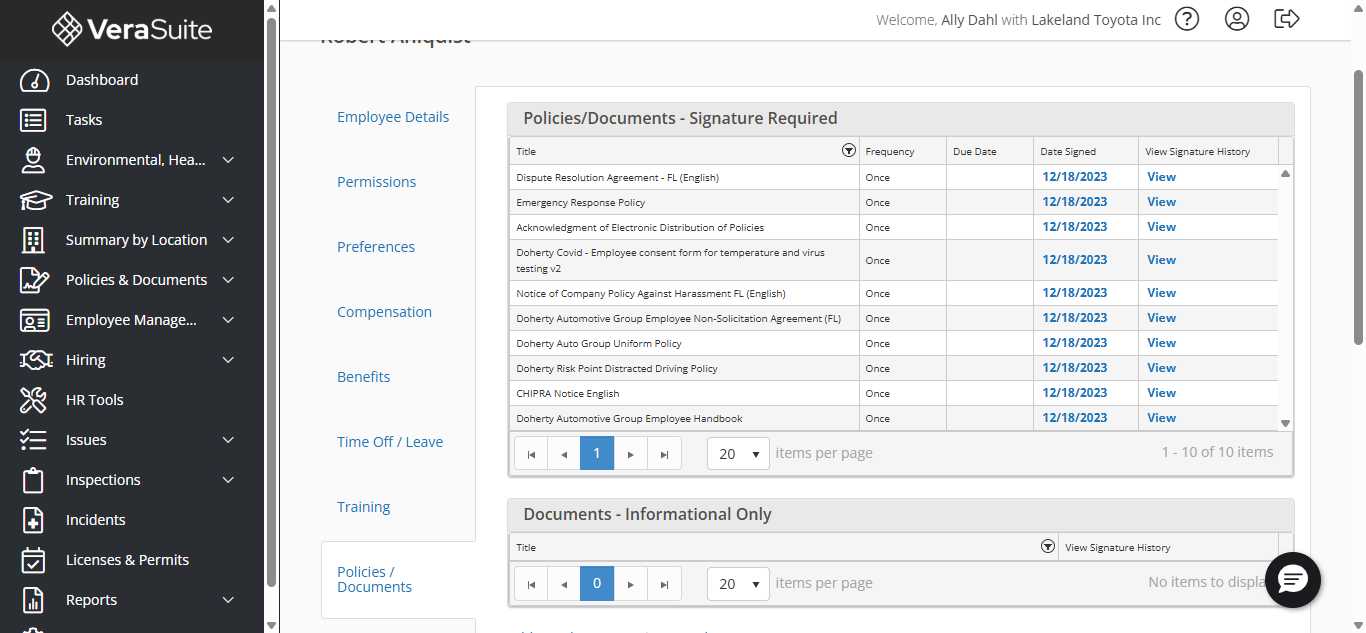 VeraSuite
Welcome, Ally Dahl with Lakeland Toyota Inc
?
Dashboard
Tasks
Environmental, Hea...
Training
Summary by Location
Policies & Documents
Employee Manage...
Hiring
HR Tools
Issues
Inspections
Incidents
Licenses & Permits
Reports
Employee Details
Permissions
Preferences
Compensation
Benefits
Time Off / Leave
Training
Policies /
Documents
Policies/Documents - Signature Required
Title Frequency Due Date Date Signed View Signature History
Dispute Resolution Agreement - FL (English) Once 12/18/2023 View
Emergency Response Policy Once 12/18/2023 View
Acknowledgment of Electronic Distribution of Policies Once 12/18/2023 View
Doherty Covid - Employee consent form for temperature and virus
testing v2 Once 12/18/2023 View
Notice of Company Policy Against Harassment FL (English) Once 12/18/2023 View
Doherty Automotive Group Employee Non-Solicitation Agreement (FL) Once 12/18/2023 View
Doherty Auto Group Uniform Policy Once 12/18/2023 View
Doherty Risk Point Distracted Driving Policy Once 12/18/2023 View
CHIPRA Notice English Once 12/18/2023 View
Doherty Automotive Group Employee Handbook Once 12/18/2023 View
1 20 items per page 1 - 10 of 10 items
Documents - Informational Only
Title View Signature History
0 20 items per page No items to displa